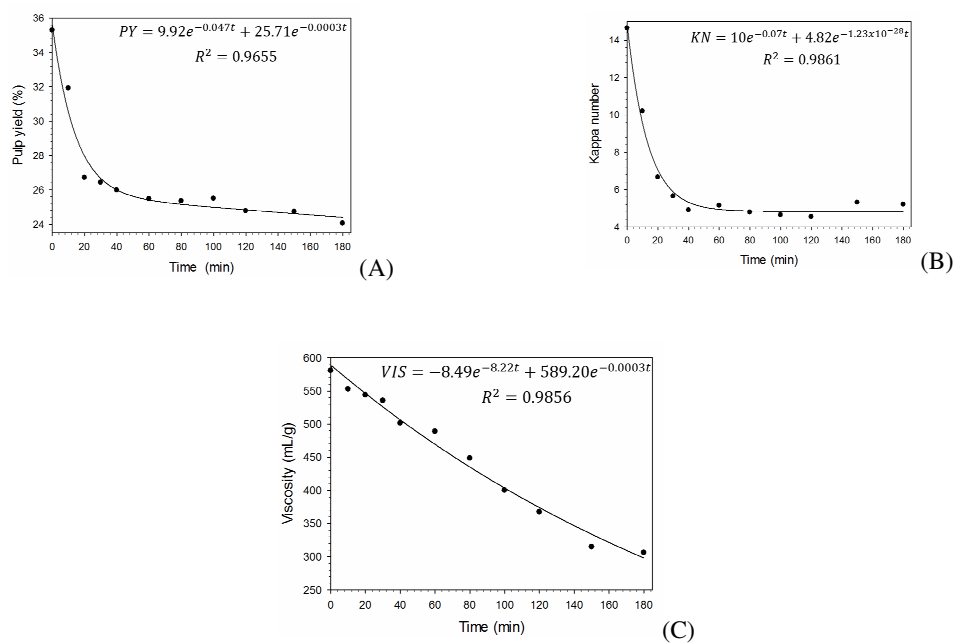 36
34
32
30
28
26
24
Pulp yield (%)
PY = 9.92e^{-0.047t} + 25.71e^{-0.0003t}
R² = 0.9655
0 20 40 60 80 100 120 140 160 180
Time (min)
(A)
14
12
10
8
6
4
Kappa number
KN = 10e^{-0.07t} + 4.82e^{-1.23x10^{-28}t}
R² = 0.9861
0 20 40 60 80 100 120 140 160 180
Time (min)
(B)
600
550
500
450
400
350
300
250
Viscosity (mL/g)
VIS = −8.49e^{-8.22t} + 589.20e^{-0.0003t}
R² = 0.9856
0 20 40 60 80 100 120 140 160 180
Time (min)
(C)